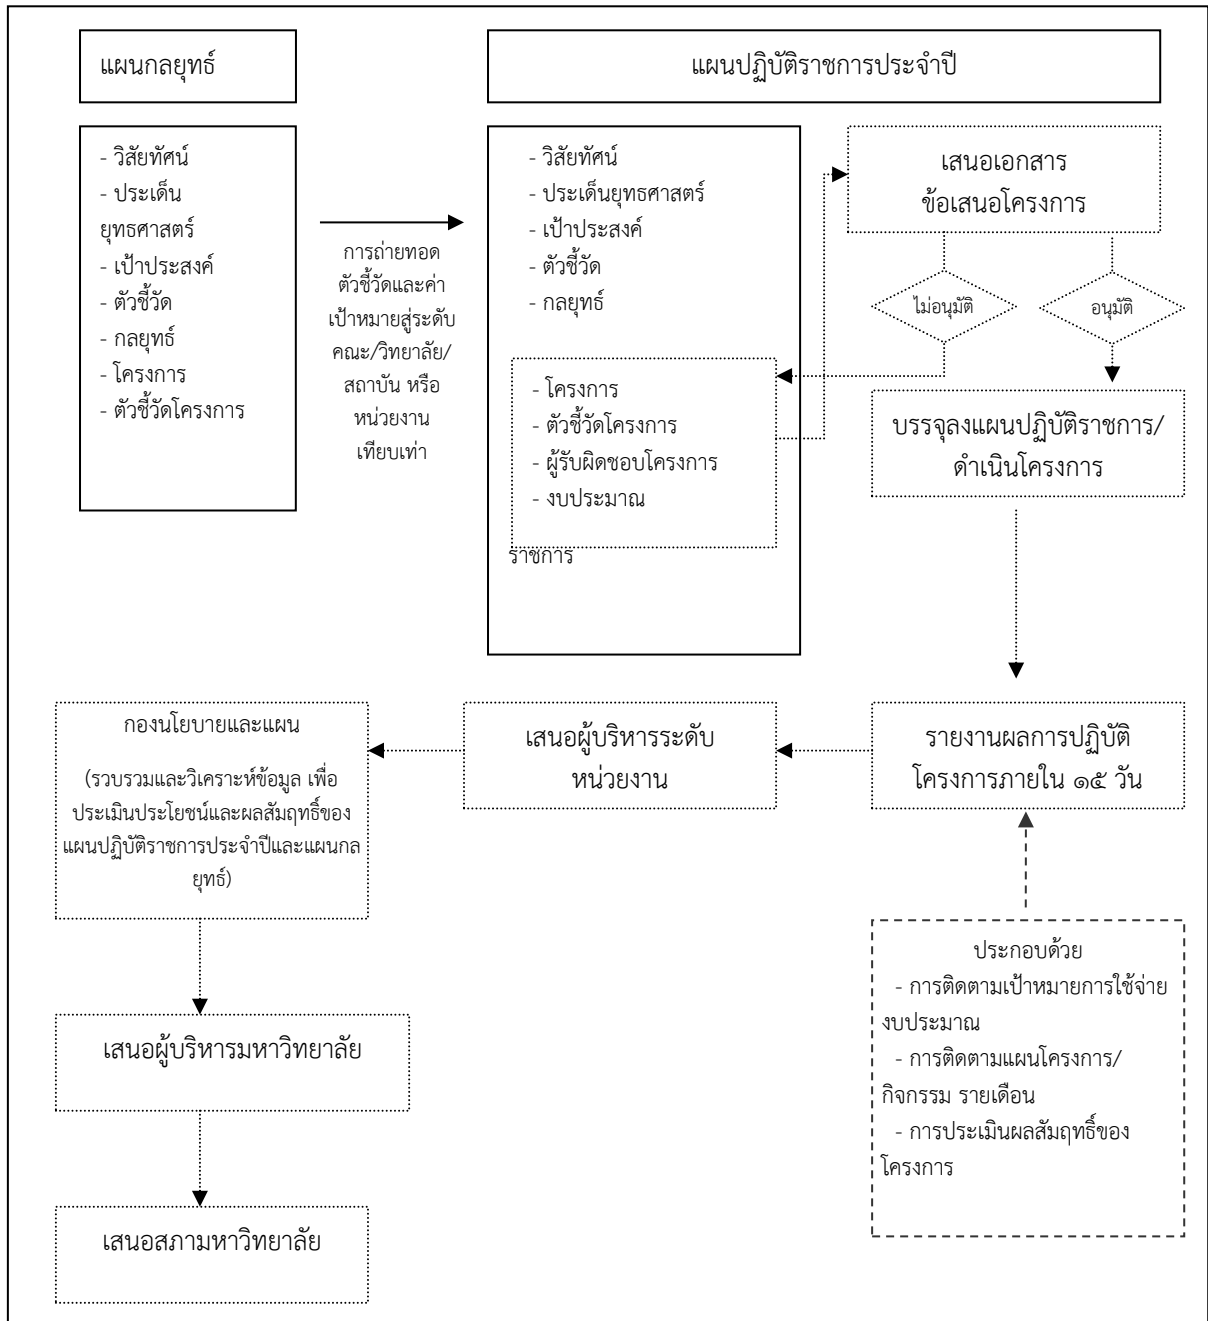 แผนกลยุทธ์
แผนปฏิบัติราชการประจำปี
- วิสัยทัศน์
- ประเด็น
ยุทธศาสตร์
- เป้าประสงค์
- ตัวชี้วัด
- กลยุทธ์
- โครงการ
- ตัวชี้วัดโครงการ
การถ่ายทอด
ตัวชี้วัดและค่า
เป้าหมายสู่ระดับ
คณะ/วิทยาลัย/
สถาบัน หรือ
หน่วยงาน
เทียบเท่า
- วิสัยทัศน์
- ประเด็นยุทธศาสตร์
- เป้าประสงค์
- ตัวชี้วัด
- กลยุทธ์
- โครงการ
- ตัวชี้วัดโครงการ
- ผู้รับผิดชอบโครงการ
- งบประมาณ
ราชการ
เสนอเอกสาร
ข้อเสนอโครงการ
ไม่อนุมัติ
อนุมัติ
บรรจุลงแผนปฏิบัติราชการ/
ดำเนินโครงการ
รายงานผลการปฏิบัติ
โครงการภายใน ๑๕ วัน
เสนอผู้บริหารระดับ
หน่วยงาน
กองนโยบายและแผน
(รวบรวมและวิเคราะห์ข้อมูล เพื่อ
ประเมินประโยชน์และผลสัมฤทธิ์ของ
แผนปฏิบัติราชการประจำปีและแผนกล
ยุทธ์)
ประกอบด้วย
- การติดตามเป้าหมายการใช้จ่าย
งบประมาณ
- การติดตามแผนโครงการ/
กิจกรรม รายเดือน
- การประเมินผลสัมฤทธิ์ของ
โครงการ
เสนอผู้บริหารมหาวิทยาลัย
เสนอสภามหาวิทยาลัย